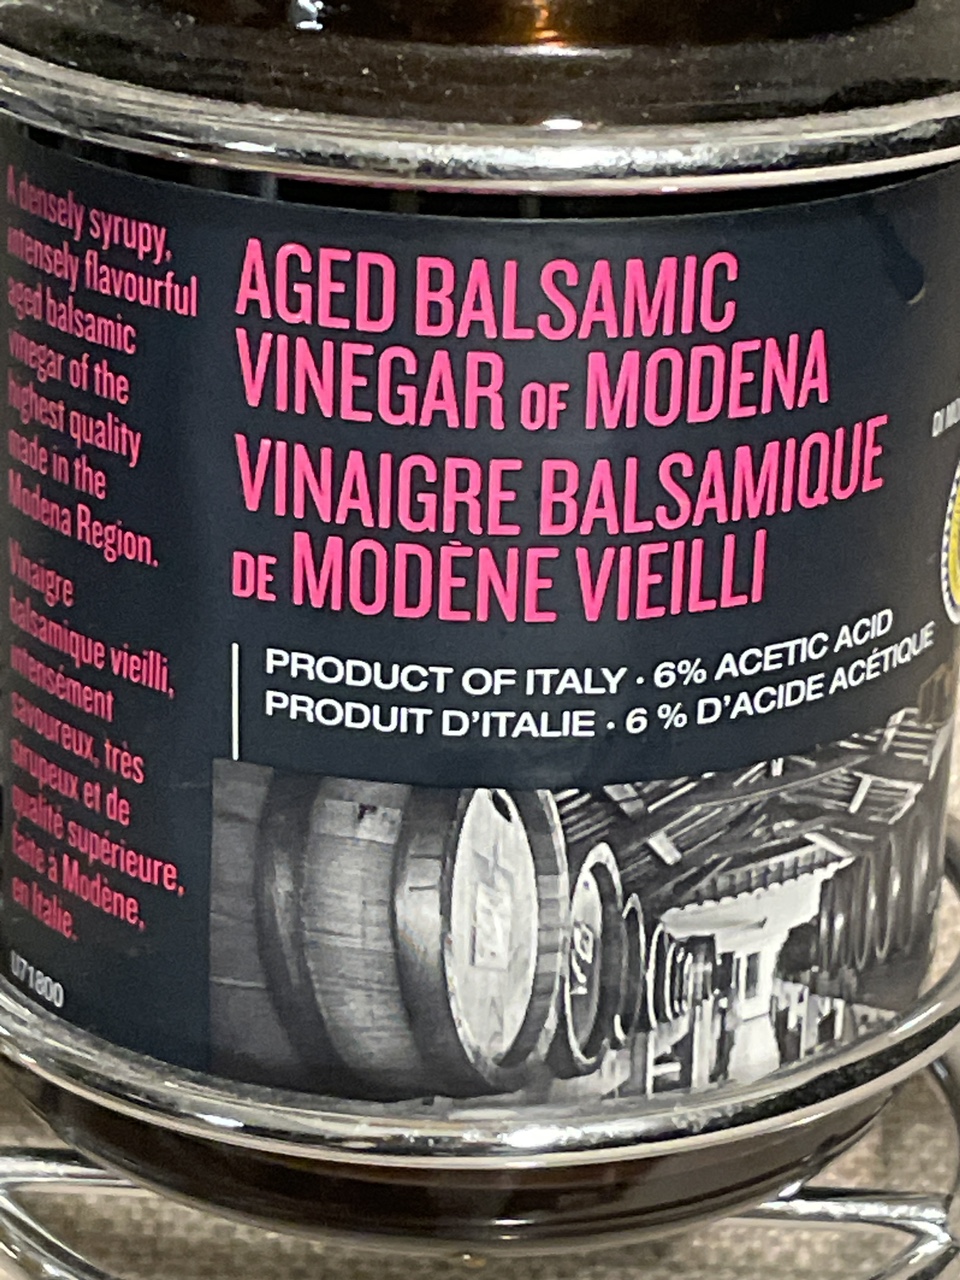 A densely syrupy,
intensely flavourful
aged balsamic
vinegar of the
highest quality
made in the
Modena Region.
Vinaigre
balsamique vieilli,
intensément
savoureux, très
sirupeux et de
qualité supérieure,
faite à Modène,
en Italie.
U71800
AGED BALSAMIC
VINEGAR OF MODENA
VINAIGRE BALSAMIQUE
DE MODÈNE VIEILLI
PRODUCT OF ITALY · 6% ACETIC ACID
PRODUIT D'ITALIE · 6 % D'ACIDE ACÉTIQUE